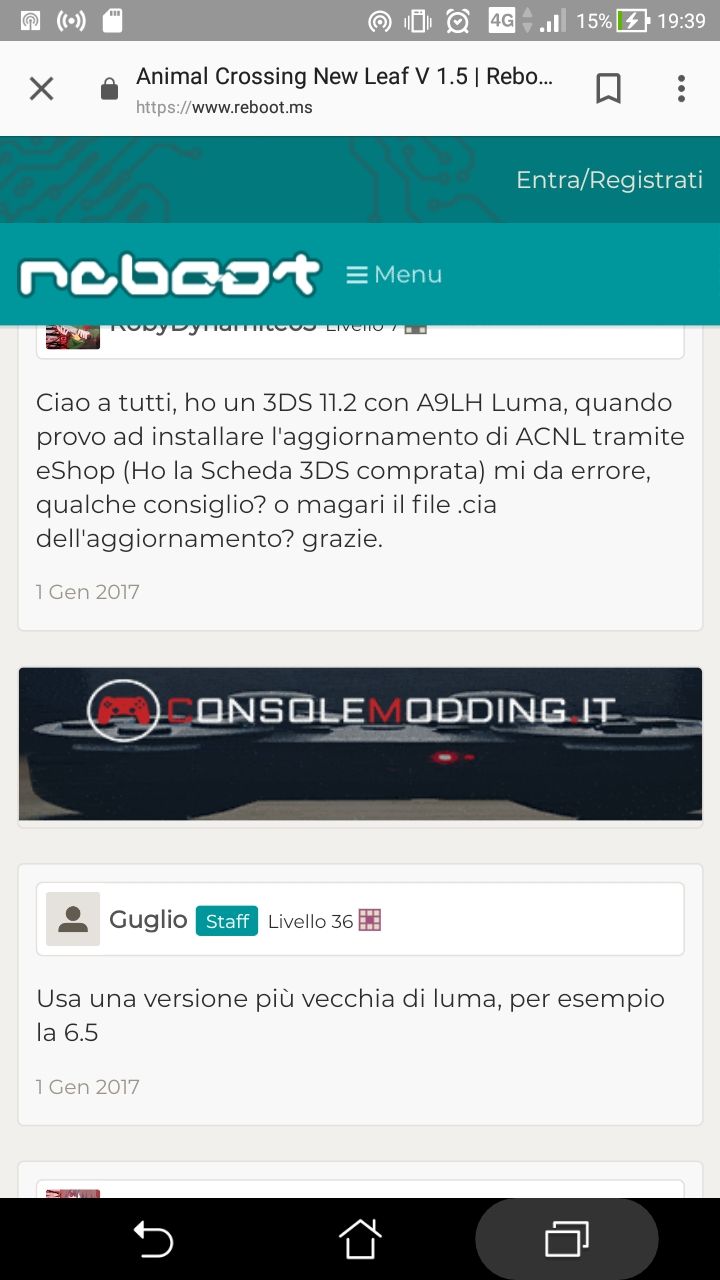 4G 15% 19:39
Animal Crossing New Leaf V 1.5 | Rebo...
https://www.reboot.ms
Entra/Registrati
reboot Menu
RobyDynamite65 Livello 7
Ciao a tutti, ho un 3DS 11.2 con A9LH Luma, quando
provo ad installare l'aggiornamento di ACNL tramite
eShop (Ho la Scheda 3DS comprata) mi da errore,
qualche consiglio? o magari il file .cia
dell'aggiornamento? grazie.
1 Gen 2017
CONSOLEMODDING.IT
Guglio Staff Livello 36
Usa una versione più vecchia di luma, per esempio
la 6.5
1 Gen 2017